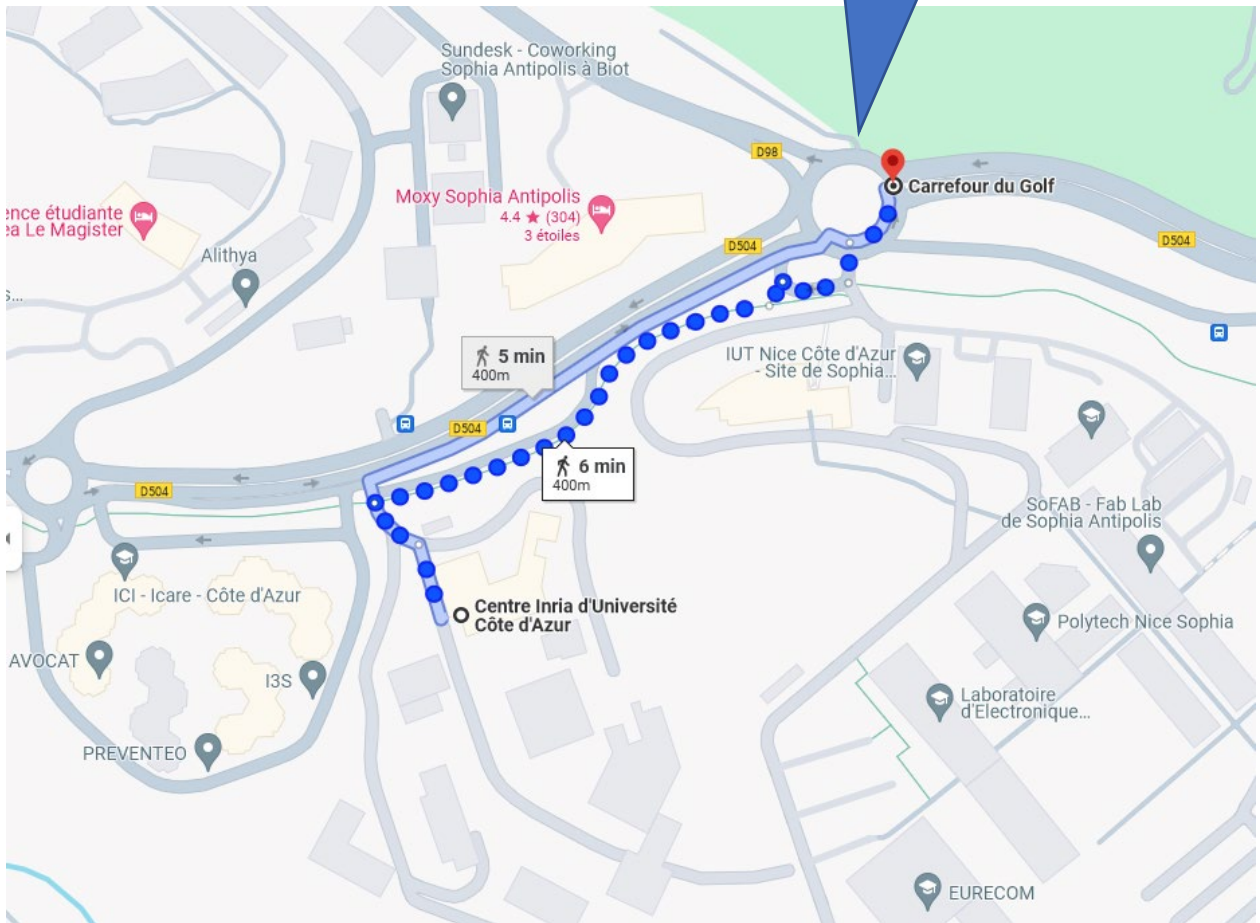 Sundesk - Coworking
Sophia Antipolis à Biot
D98
Moxy Sophia Antipolis
4.4 ★ (304)
3 étoiles
Carrefour du Golf
ence étudiante
ea Le Magister
D504
D504
Alithya
s...
5 min
400m
IUT Nice Côte d'Azur
- Site de Sophia...
D504
6 min
400m
D504
SoFAB - Fab Lab
de Sophia Antipolis
ICI - Icare - Côte d'Azur
Centre Inria d'Université
Côte d'Azur
Polytech Nice Sophia
AVOCAT
I3S
Laboratoire
d'Electronique...
PREVENTEO
EURECOM